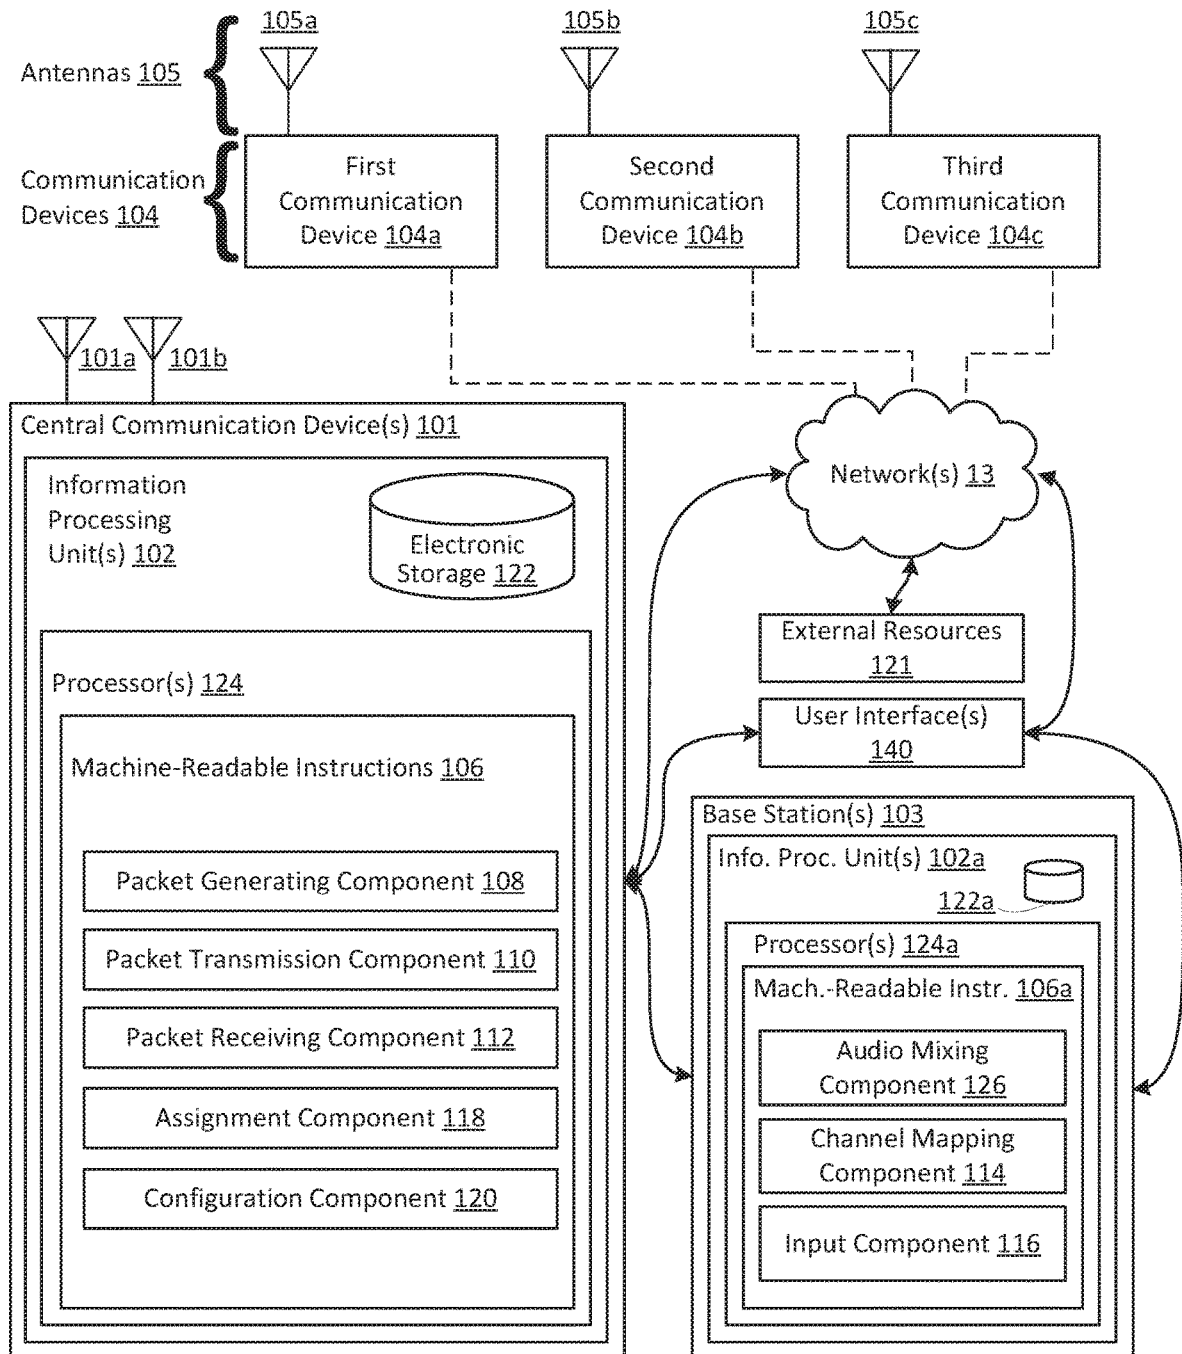 105a
105b
105c
Antennas 105
Communication
Devices 104
First
Communication
Device 104a
Second
Communication
Device 104b
Third
Communication
Device 104c
101a
101b
Central Communication Device(s) 101
Information
Processing
Unit(s) 102
Electronic
Storage 122
Network(s) 13
Processor(s) 124
External Resources
121
User Interface(s)
140
Machine-Readable Instructions 106
Packet Generating Component 108
Packet Transmission Component 110
Packet Receiving Component 112
Assignment Component 118
Configuration Component 120
Base Station(s) 103
Info. Proc. Unit(s) 102a
122a
Processor(s) 124a
Mach.-Readable Instr. 106a
Audio Mixing
Component 126
Channel Mapping
Component 114
Input Component 116